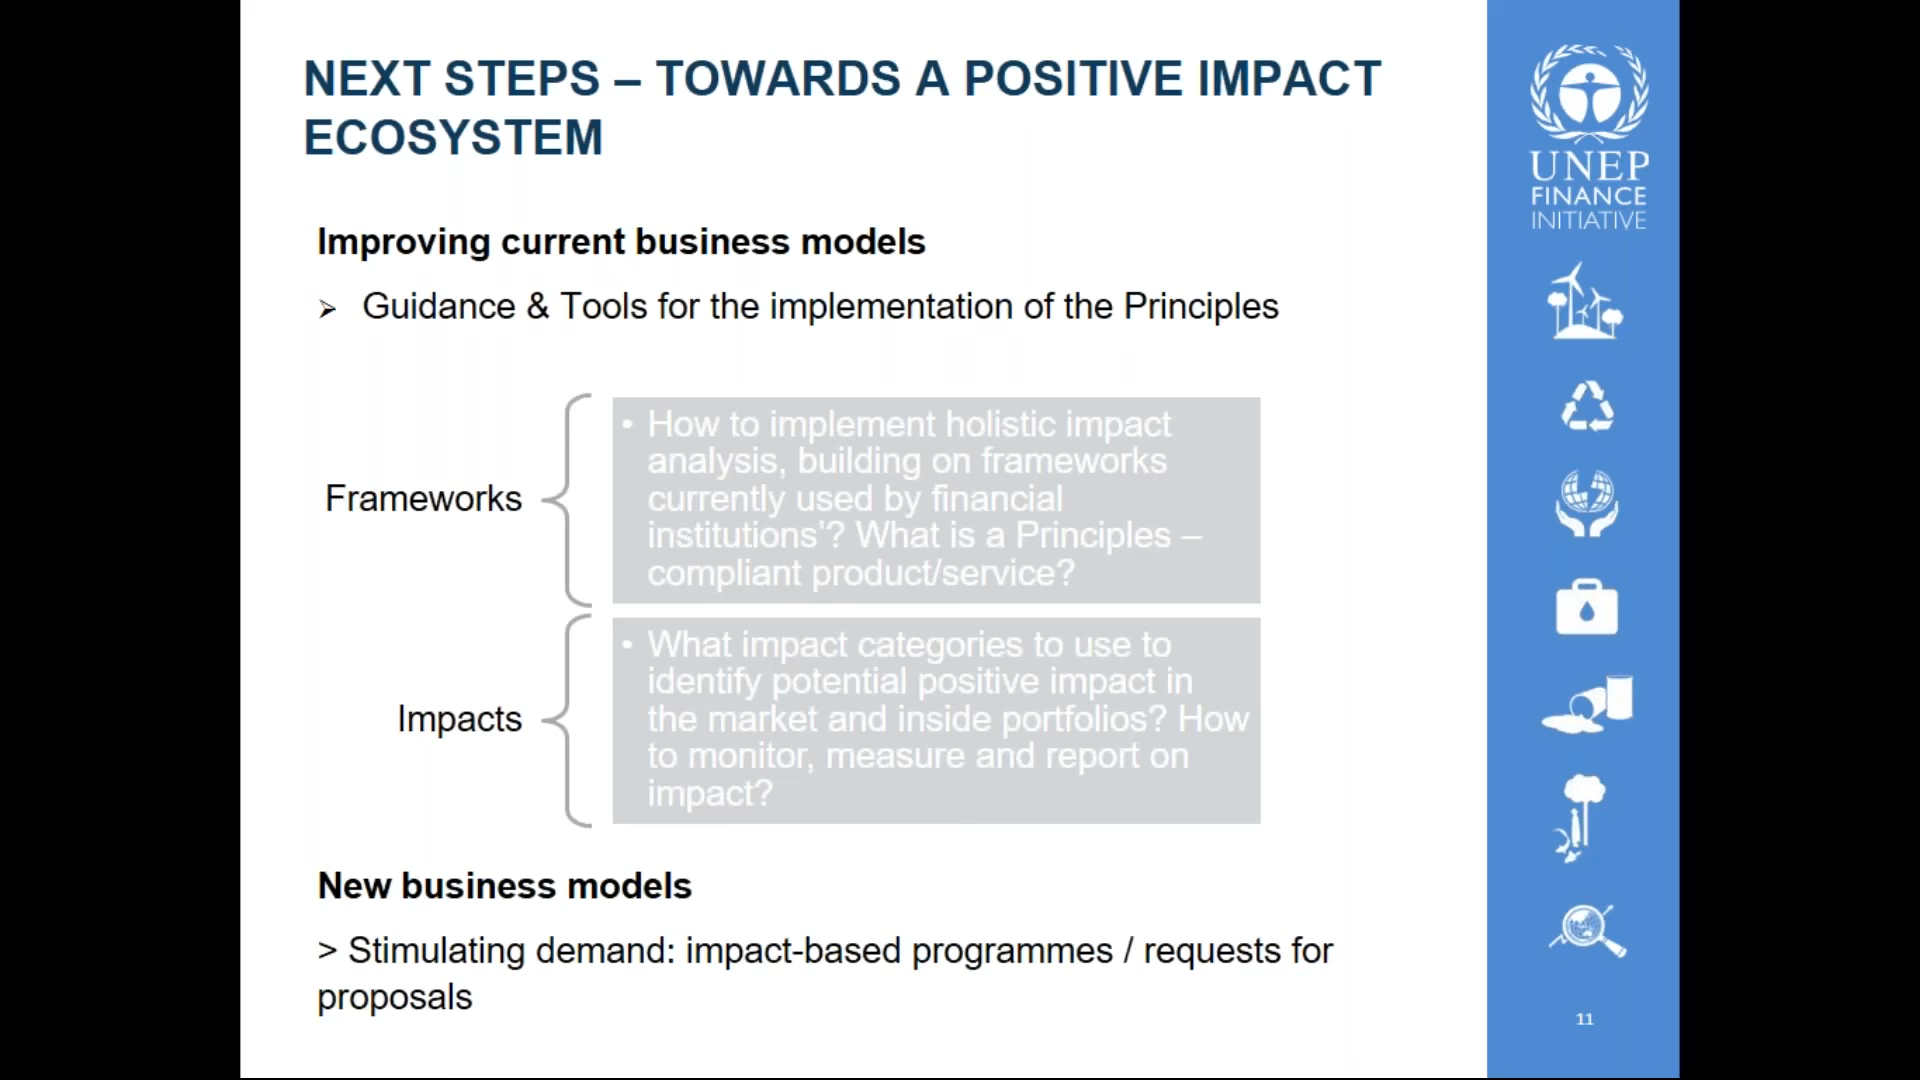 NEXT STEPS – TOWARDS A POSITIVE IMPACT
ECOSYSTEM
Improving current business models
➢ Guidance & Tools for the implementation of the Principles
Frameworks
• How to implement holistic impact
analysis, building on frameworks
currently used by financial
institutions’? What is a Principles –
compliant product/service?
Impacts
• What impact categories to use to
identify potential positive impact in
the market and inside portfolios? How
to monitor, measure and report on
impact?
New business models
> Stimulating demand: impact-based programmes / requests for
proposals
UNEP
FINANCE
INITIATIVE
11